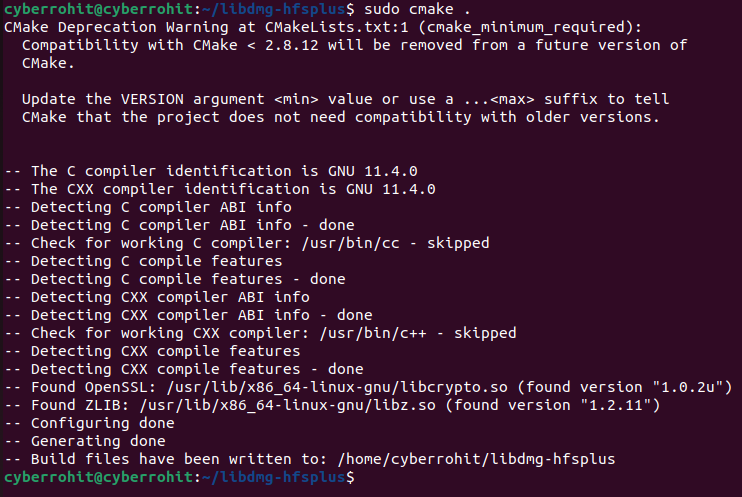 cyberrohit@cyberrohit:~/libdmg-hfsplus$ sudo cmake .
CMake Deprecation Warning at CMakeLists.txt:1 (cmake_minimum_required):
  Compatibility with CMake < 2.8.12 will be removed from a future version of
  CMake.

  Update the VERSION argument <min> value or use a ...<max> suffix to tell
  CMake that the project does not need compatibility with older versions.


-- The C compiler identification is GNU 11.4.0
-- The CXX compiler identification is GNU 11.4.0
-- Detecting C compiler ABI info
-- Detecting C compiler ABI info - done
-- Check for working C compiler: /usr/bin/cc - skipped
-- Detecting C compile features
-- Detecting C compile features - done
-- Detecting CXX compiler ABI info
-- Detecting CXX compiler ABI info - done
-- Check for working CXX compiler: /usr/bin/c++ - skipped
-- Detecting CXX compile features
-- Detecting CXX compile features - done
-- Found OpenSSL: /usr/lib/x86_64-linux-gnu/libcrypto.so (found version "1.0.2u")
-- Found ZLIB: /usr/lib/x86_64-linux-gnu/libz.so (found version "1.2.11")
-- Configuring done
-- Generating done
-- Build files have been written to: /home/cyberrohit/libdmg-hfsplus
cyberrohit@cyberrohit:~/libdmg-hfsplus$